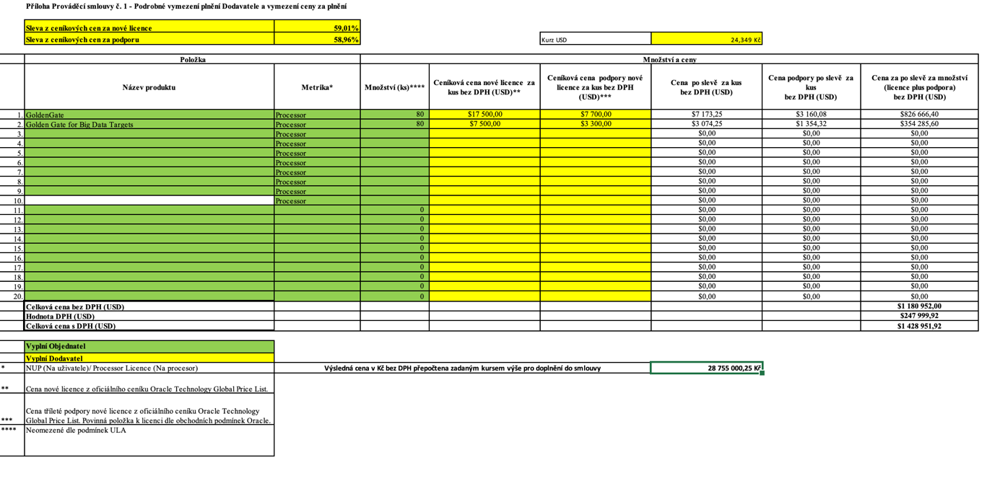 Příloha Prováděcí smlouvy č. 1 - Podrobné vymezení plnění Dodavatele a vymezení ceny za plnění
Sleva z ceníkových cen za nové licence 59,01%
Sleva z ceníkových cen za podporu 58,96%
Kurz USD 24,349 Kč
Položka Množství a ceny
Název produktu Metrika* Množství (ks)**** Ceníková cena nové licence za kus bez DPH (USD)** Ceníková cena podpory nové licence za kus bez DPH (USD)*** Cena po slevě za kus bez DPH (USD) Cena podpory po slevě za kus bez DPH (USD) Cena za po slevě za množství (licence plus podpora) bez DPH (USD)
1. GoldenGate Processor 80 $17 500,00 $7 700,00 $7 173,25 $3 160,08 $826 666,40
2. Golden Gate for Big Data Targets Processor 80 $7 500,00 $3 300,00 $3 074,25 $1 354,32 $354 285,60
3. Processor $0,00 $0,00 $0,00
4. Processor $0,00 $0,00 $0,00
5. Processor $0,00 $0,00 $0,00
6. Processor $0,00 $0,00 $0,00
7. Processor $0,00 $0,00 $0,00
8. Processor $0,00 $0,00 $0,00
9. Processor $0,00 $0,00 $0,00
10. Processor $0,00 $0,00 $0,00
11. 0 $0,00 $0,00 $0,00
12. 0 $0,00 $0,00 $0,00
13. 0 $0,00 $0,00 $0,00
14. 0 $0,00 $0,00 $0,00
15. 0 $0,00 $0,00 $0,00
16. 0 $0,00 $0,00 $0,00
17. 0 $0,00 $0,00 $0,00
18. 0 $0,00 $0,00 $0,00
19. 0 $0,00 $0,00 $0,00
20. 0 $0,00 $0,00 $0,00
Celková cena bez DPH (USD) $1 180 952,00
Hodnota DPH (USD) $247 999,92
Celková cena s DPH (USD) $1 428 951,92
Vyplní Objednatel
Vyplní Dodavatel
* NUP (Na uživatele)/ Processor Licence (Na procesor) Výsledná cena v Kč bez DPH přepočtena zadaným kursem výše pro doplnění do smlouvy 28 755 000,25 Kč
** Cena nové licence z oficiálního ceníku Oracle Technology Global Price List.
Cena tříleté podpory nové licence z oficiálního ceníku Oracle Technology
*** Global Price List. Povinná položka k licenci dle obchodních podmínek Oracle.
**** Neomezené dle podmínek ULA